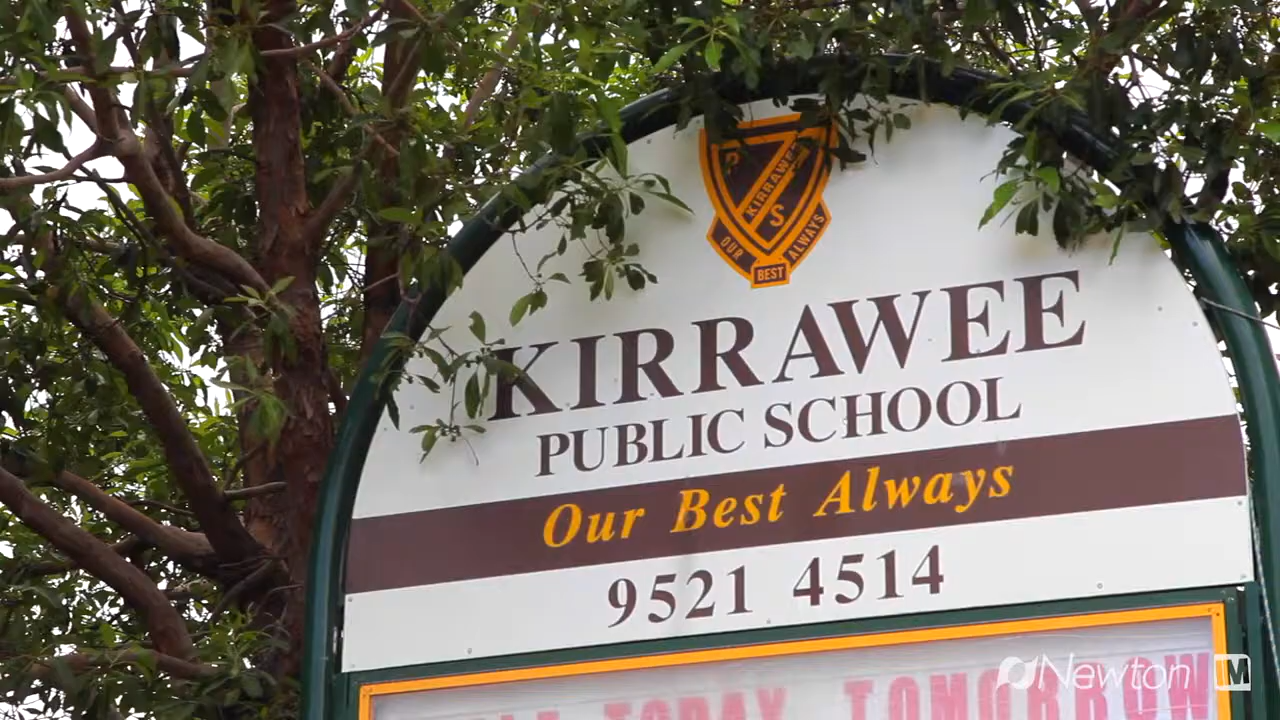 P
KIRRAWEE
S
OUR BEST ALWAYS
KIRRAWEE
PUBLIC SCHOOL
Our Best Always
9521 4514
TODAY TOMORROW
Newton M